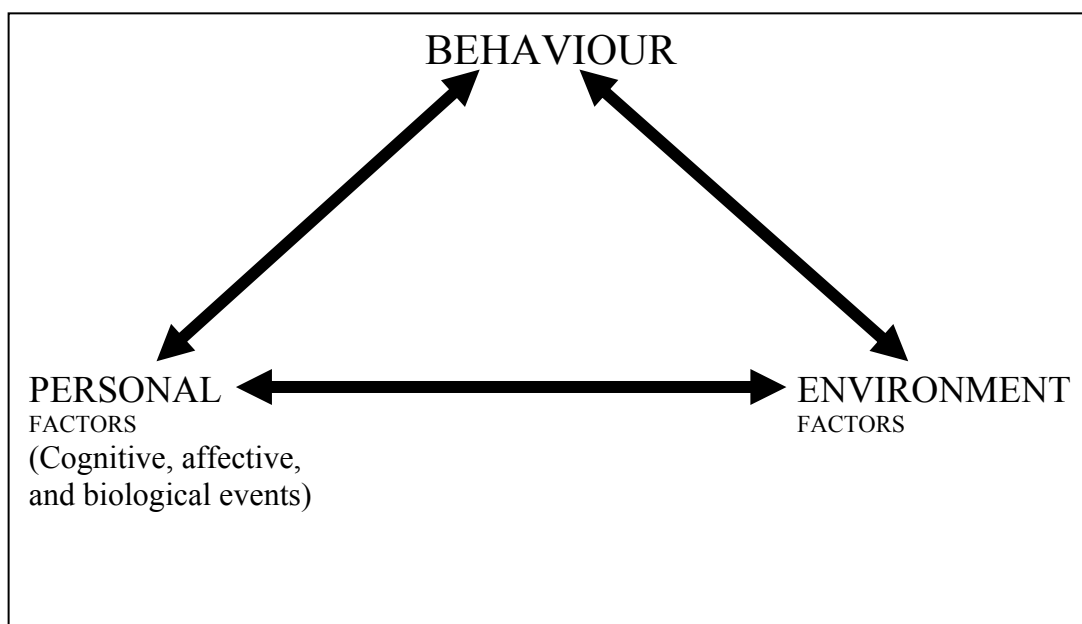 BEHAVIOUR
PERSONAL
FACTORS
(Cognitive, affective,
and biological events)
ENVIRONMENT
FACTORS